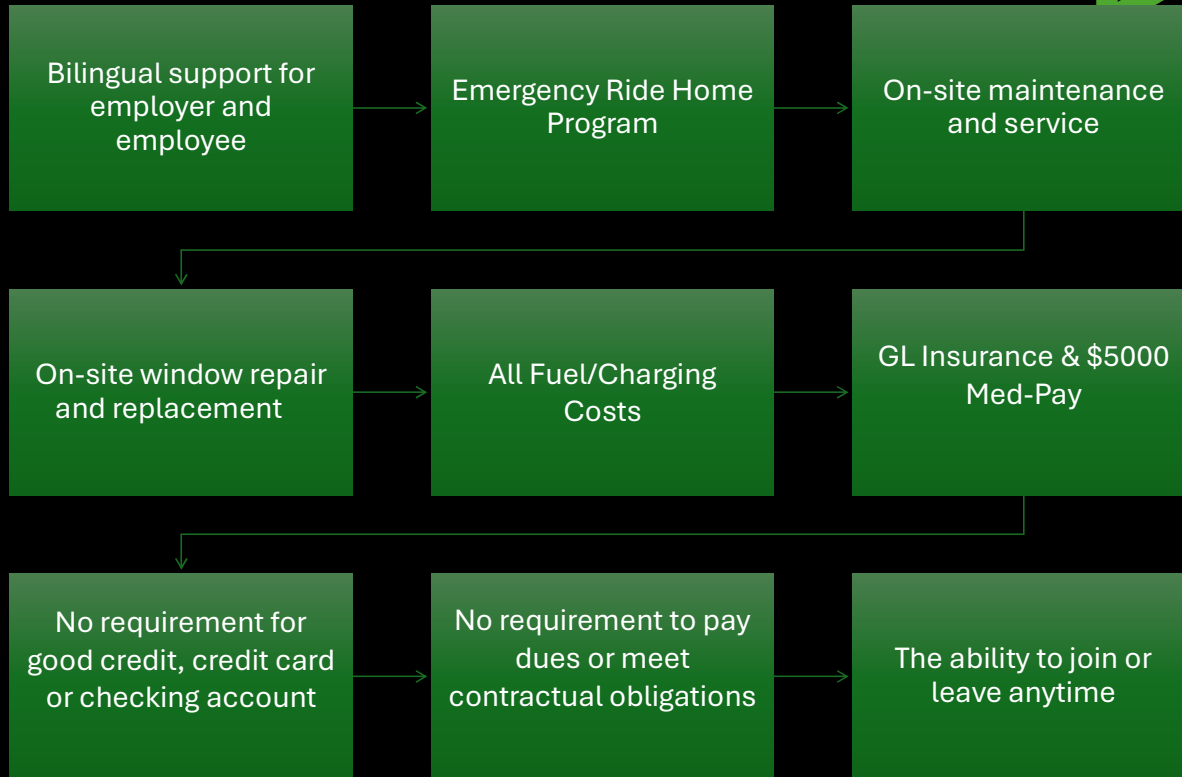 Bilingual support for
employer and
employee
Emergency Ride Home
Program
On-site maintenance
and service
On-site window repair
and replacement
All Fuel/Charging
Costs
GL Insurance & $5000
Med-Pay
No requirement for
good credit, credit card
or checking account
No requirement to pay
dues or meet
contractual obligations
The ability to join or
leave anytime